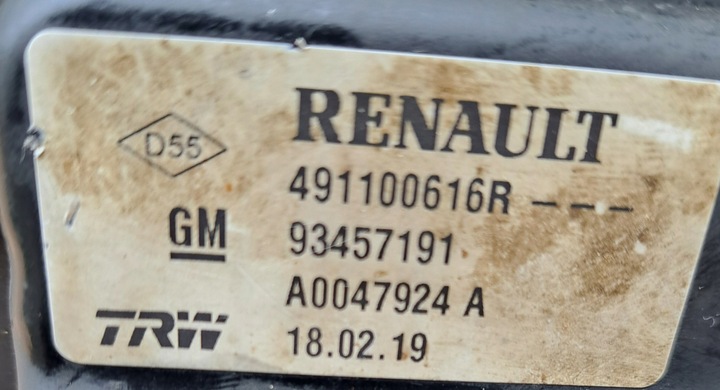 RENAULT
D55
491100616R ---
GM
93457191
A0047924 A
TRW
18.02.19